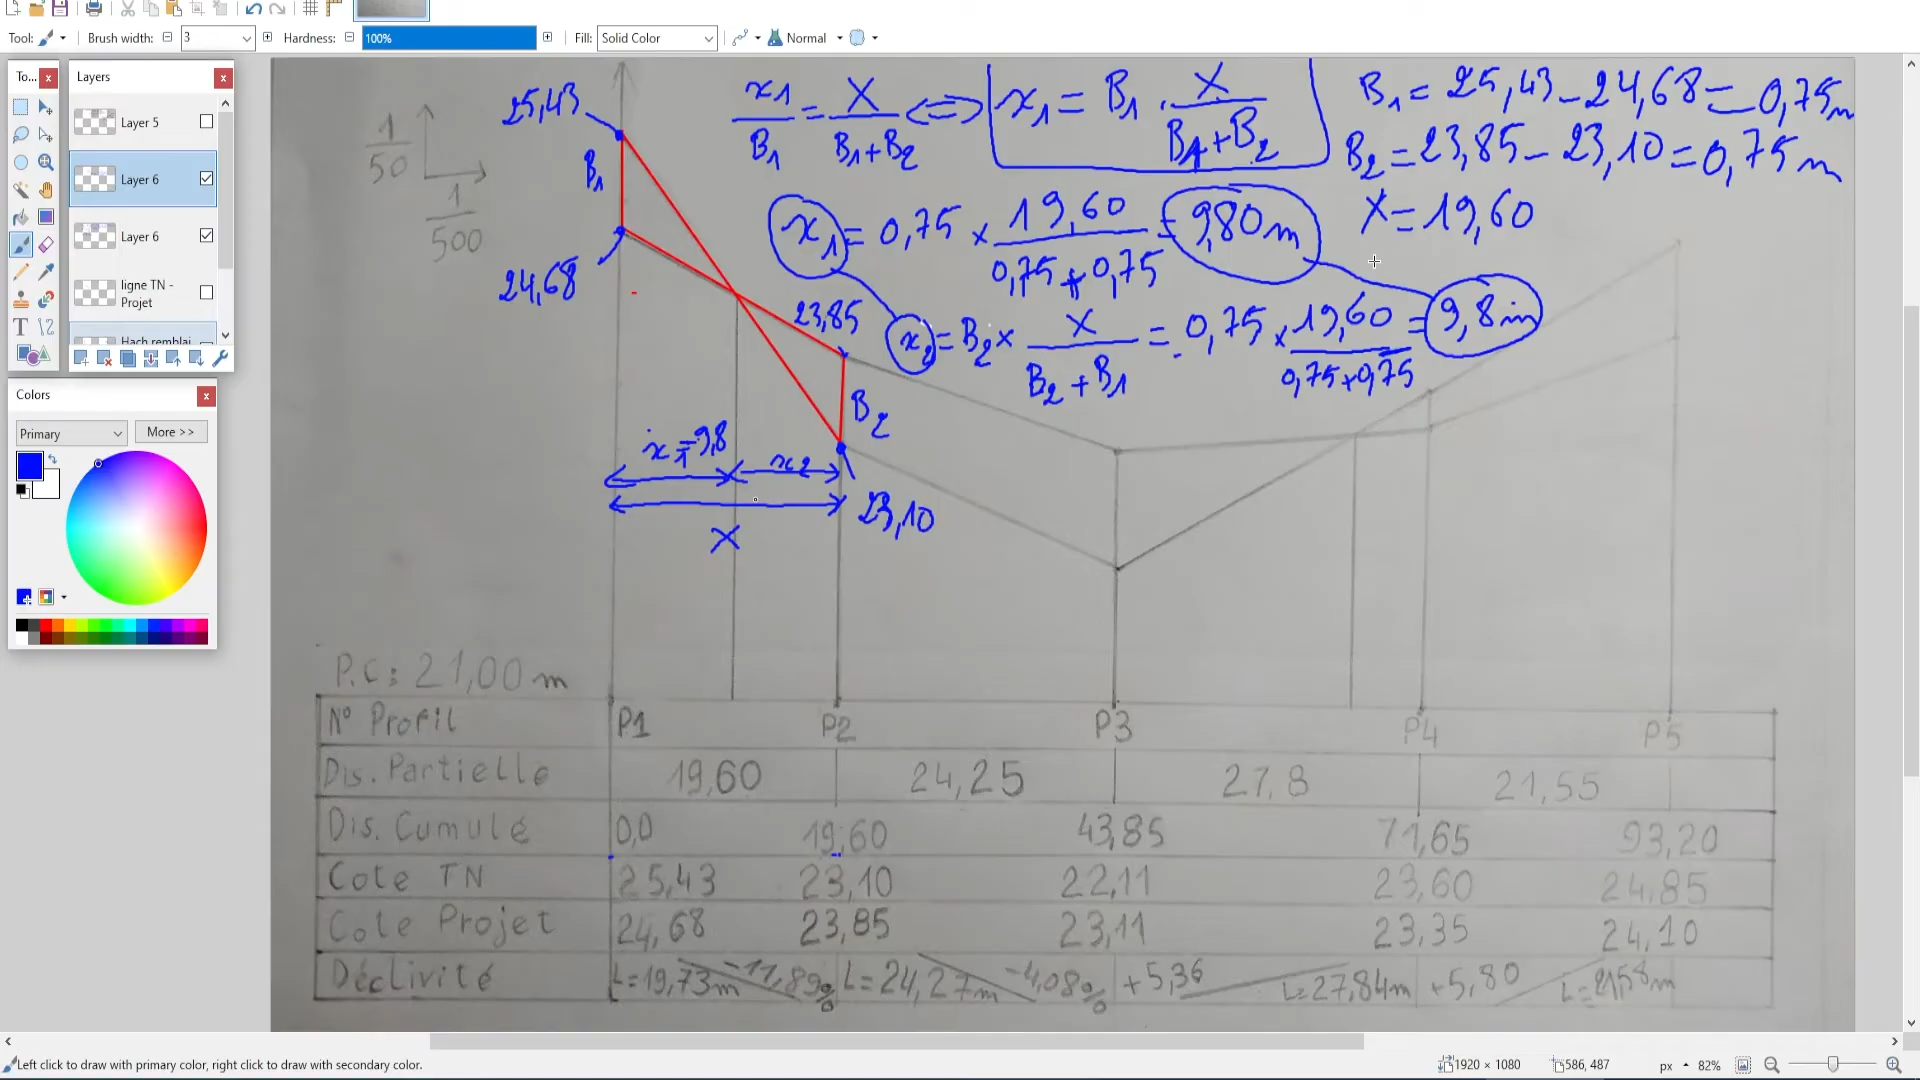 Tool: Brush width: 3 Hardness: 100% Fill: Solid Color Normal
To... Layers
Layer 5
Layer 6
Layer 6
ligne TN -
Projet
Hach remblai
Colors
Primary More >>
1/50
1/500
25,43
B1
24,68
x1/B1 = X/(B1+B2) <=> x1 = B1 . X/(B1+B2)
B1 = 25,43 - 24,68 = 0,75m
B2 = 23,85 - 23,10 = 0,75m
x1 = 0,75 × 19,60/(0,75+0,75) = 9,80m
X = 19,60
23,85
x2 = B2 × X/(B2+B1) = 0,75 × 19,60/(0,75+0,75) = 9,8m
B2
x1=9,8 x2
23,10
X
P.C: 21,00 m
N° Profil P1 P2 P3 P4 P5
Dis. Partielle 19,60 24,25 27,8 21,55
Dis. Cumulé 0,0 19,60 43,85 71,65 93,20
Cote TN 25,43 23,10 22,11 23,60 24,85
Cote Projet 24,68 23,85 23,11 23,35 24,10
Déclivité L=19,73m -11,89% L=24,27m -4,08% +5,36 L=27,84m +5,80 L=21,58m
Left click to draw with primary color, right click to draw with secondary color. 1920 × 1080 586, 487 px 82%